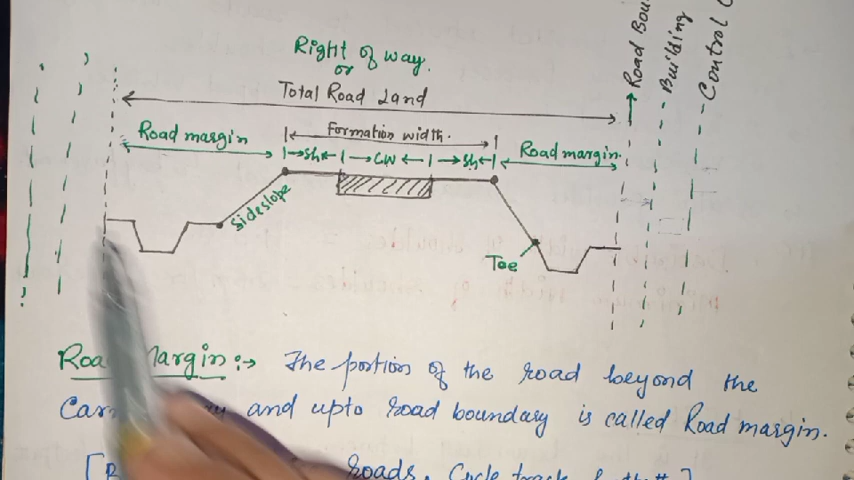 Right of way.
or
Total Road Land
Road Bou
Building
Control
Formation width.
Road margin
Sh
CW
Sh
Road margin.
Sideslope
Toe
Road Margin :→ The portion of the road beyond the
and upto road boundary is called Road margin.
roads, Cycle track